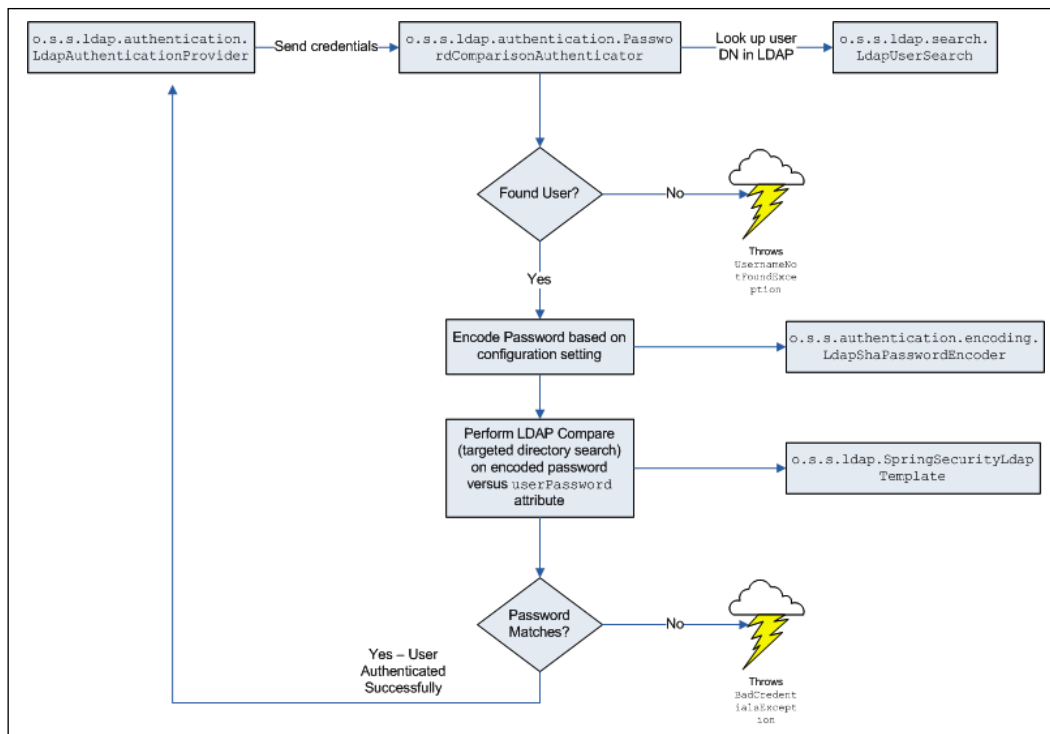 o.s.s.ldap.authentication.
LdapAuthenticationProvider
Send credentials
o.s.s.ldap.authentication.Passwo
rdComparisonAuthenticator
Look up user
DN in LDAP
o.s.s.ldap.search.
LdapUserSearch
Found User?
No
Throws
UsernameNo
tFoundExce
ption
Yes
Encode Password based on
configuration setting
o.s.s.authentication.encoding.
LdapShaPasswordEncoder
Perform LDAP Compare
(targeted directory search)
on encoded password
versus userPassword
attribute
o.s.s.ldap.SpringSecurityLdap
Template
Password
Matches?
No
Throws
BadCredent
ialsExcept
ion
Yes – User
Authenticated
Successfully